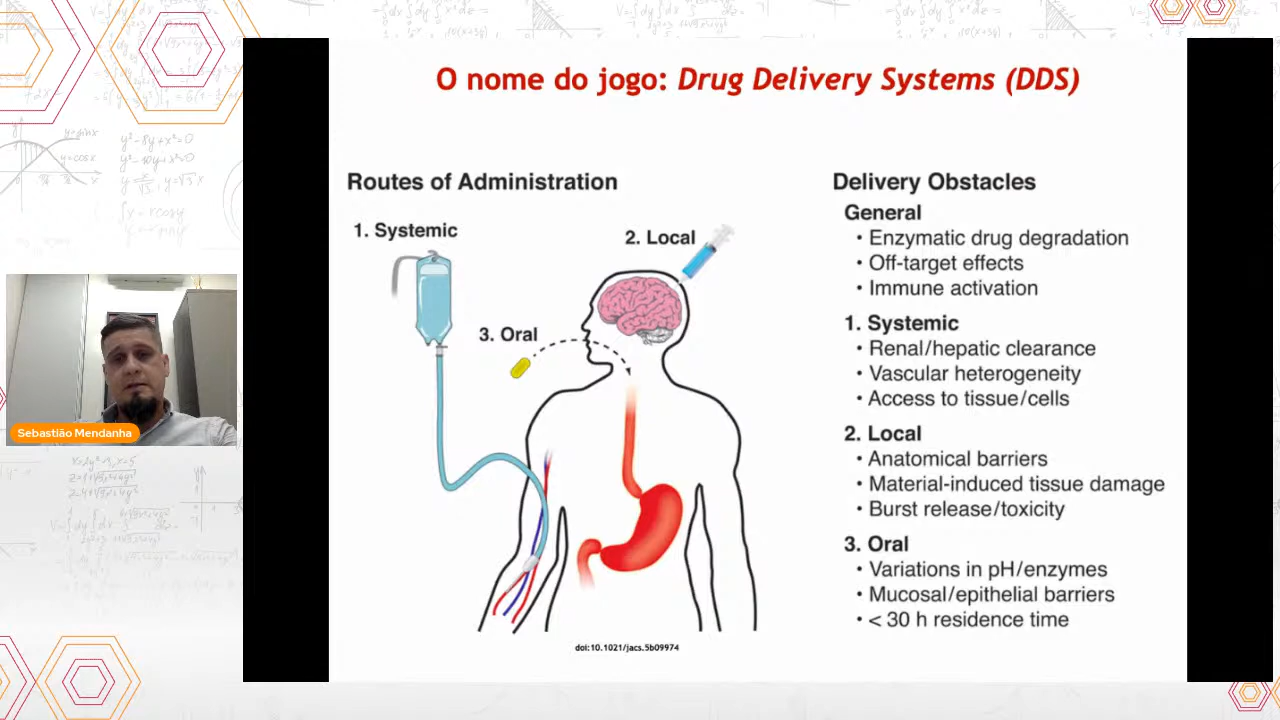 O nome do jogo: Drug Delivery Systems (DDS)
Routes of Administration
1. Systemic
2. Local
3. Oral
doi:10.1021/jacs.5b09974
Delivery Obstacles
General
• Enzymatic drug degradation
• Off-target effects
• Immune activation
1. Systemic
• Renal/hepatic clearance
• Vascular heterogeneity
• Access to tissue/cells
2. Local
• Anatomical barriers
• Material-induced tissue damage
• Burst release/toxicity
3. Oral
• Variations in pH/enzymes
• Mucosal/epithelial barriers
• < 30 h residence time
Sebastião Mendanha
y=cosx